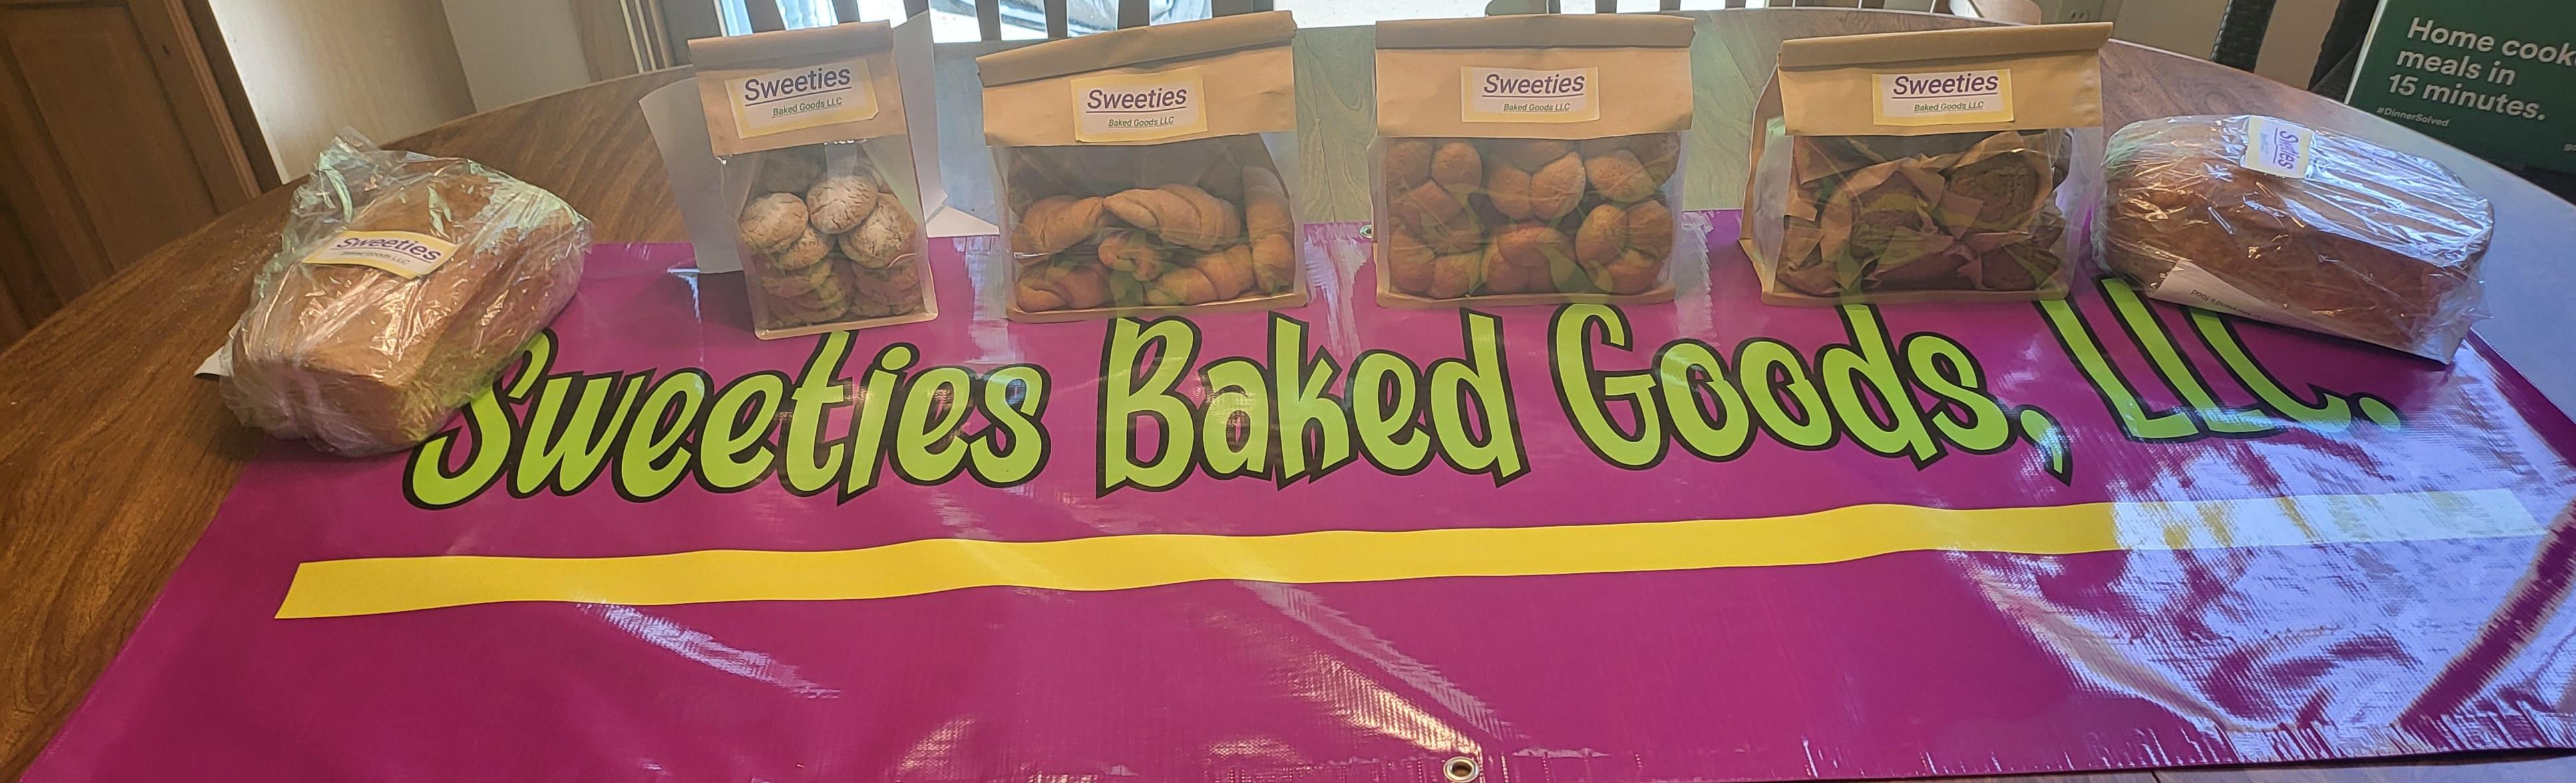 Sweeties
Baked Goods LLC
Sweeties
Baked Goods LLC
Sweeties
Baked Goods LLC
Sweeties
Baked Goods LLC
Home cook
meals in
15 minutes.
#DinnerSolved
Sweeties
Baked Goods LLC
Sweeties
food
Sweeties Baked Goods, LLC.